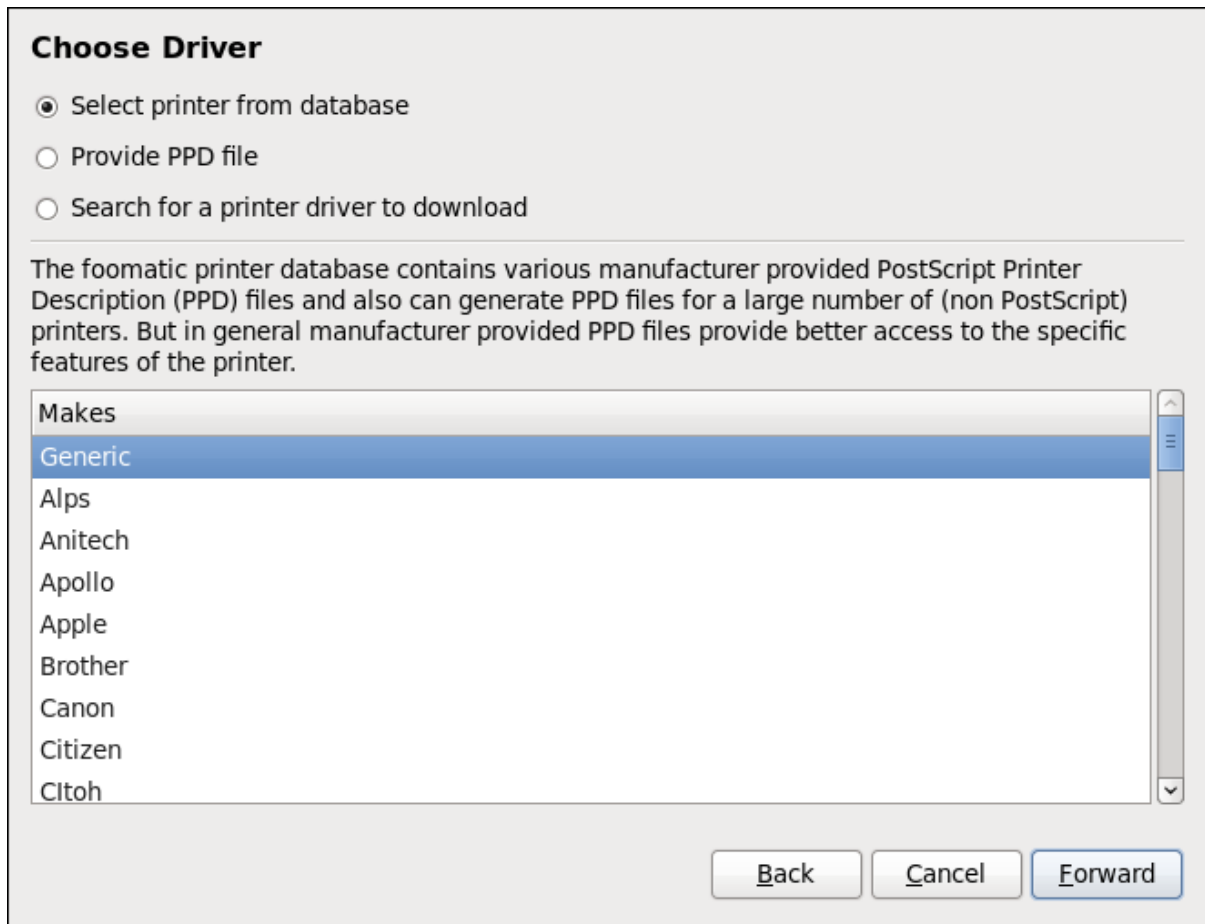 Choose Driver
Select printer from database
Provide PPD file
Search for a printer driver to download
The foomatic printer database contains various manufacturer provided PostScript Printer
Description (PPD) files and also can generate PPD files for a large number of (non PostScript)
printers. But in general manufacturer provided PPD files provide better access to the specific
features of the printer.
Makes
Generic
Alps
Anitech
Apollo
Apple
Brother
Canon
Citizen
CItoh
Back Cancel Forward